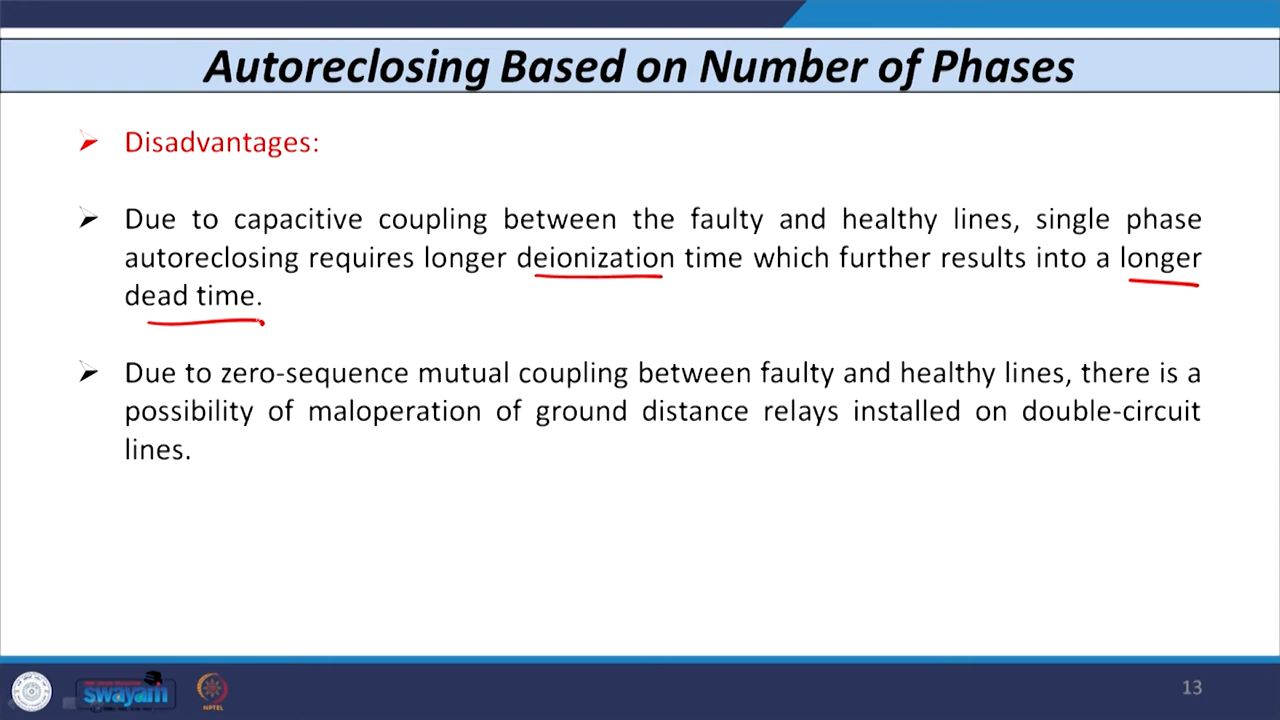 Autoreclosing Based on Number of Phases
Disadvantages:
Due to capacitive coupling between the faulty and healthy lines, single phase
autoreclosing requires longer deionization time which further results into a longer
dead time.
Due to zero-sequence mutual coupling between faulty and healthy lines, there is a
possibility of maloperation of ground distance relays installed on double-circuit
lines.
swayam
NPTEL
13